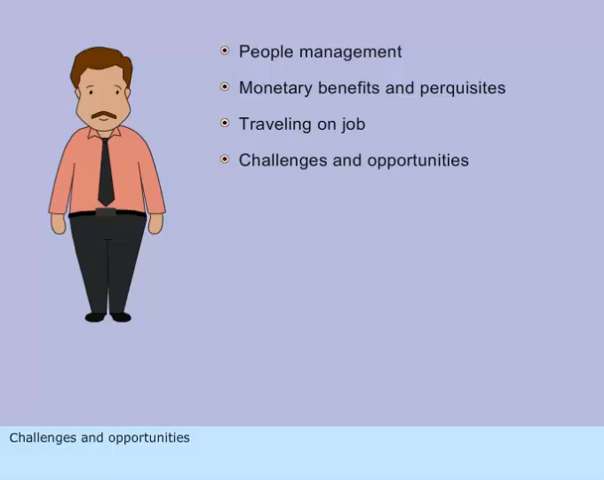 People management
Monetary benefits and perquisites
Traveling on job
Challenges and opportunities
Challenges and opportunities